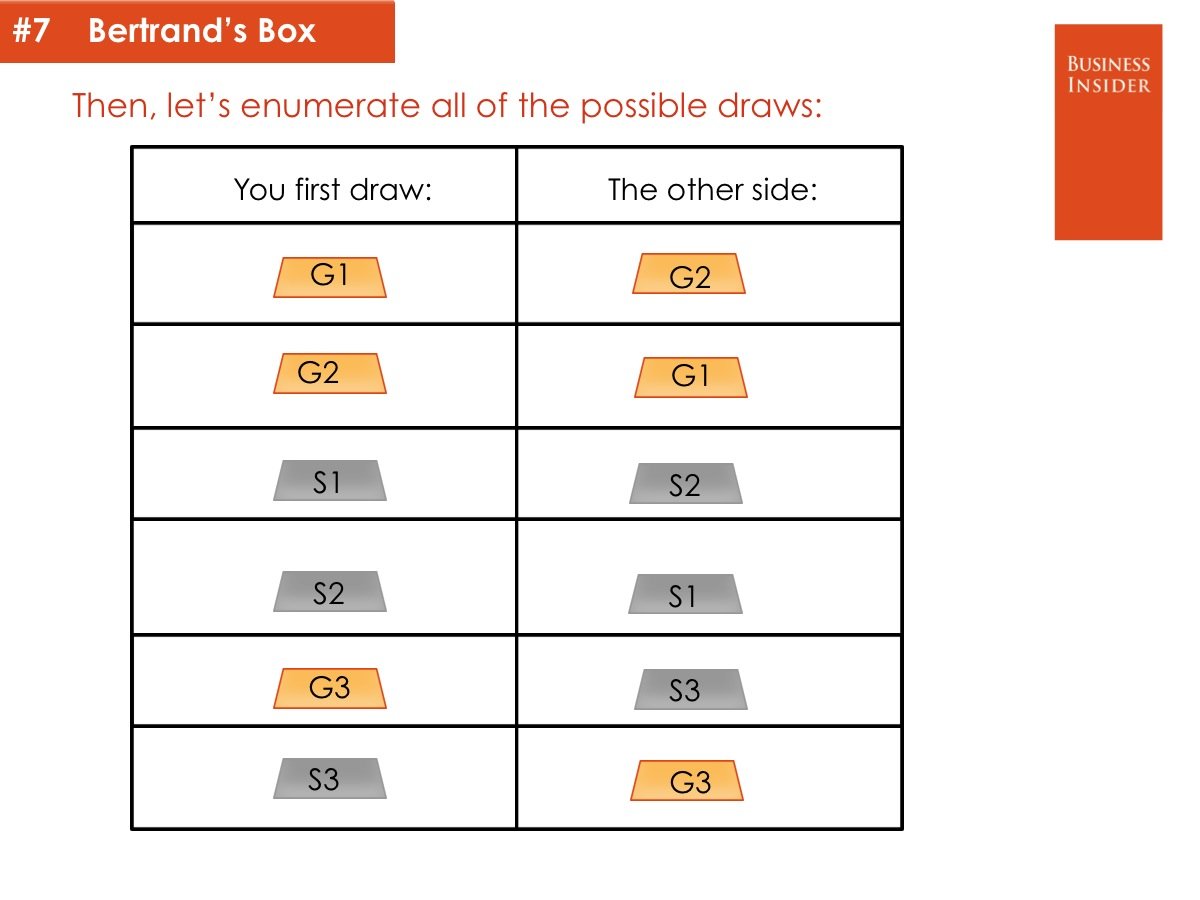 #7 Bertrand’s Box
BUSINESS
INSIDER
Then, let’s enumerate all of the possible draws:
You first draw: The other side:
G1 G2
G2 G1
S1 S2
S2 S1
G3 S3
S3 G3